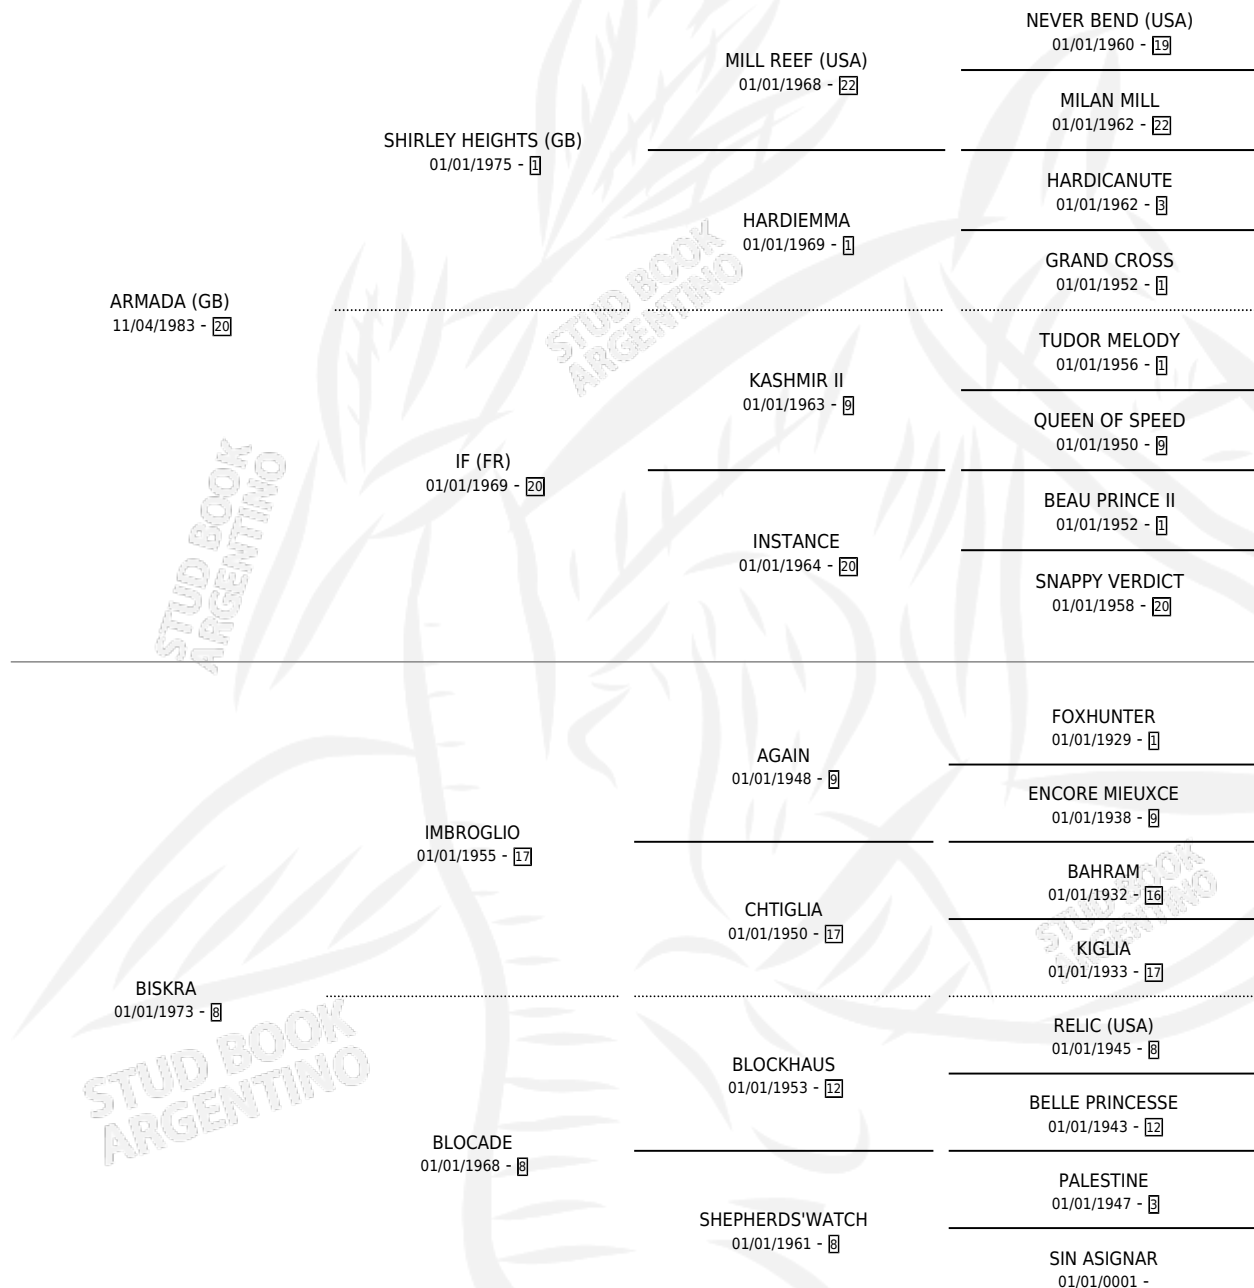 NEVER BEND (USA)
01/01/1960 - 19
MILL REEF (USA)
01/01/1968 - 22
MILAN MILL
01/01/1962 - 22
SHIRLEY HEIGHTS (GB)
01/01/1975 - 1
HARDICANUTE
01/01/1962 - 3
HARDIEMMA
01/01/1969 - 1
GRAND CROSS
01/01/1952 - 1
ARMADA (GB)
11/04/1983 - 20
STUD BOOK
ARGENTINO
TUDOR MELODY
01/01/1956 - 1
KASHMIR II
01/01/1963 - 9
QUEEN OF SPEED
01/01/1950 - 9
IF (FR)
01/01/1969 - 20
BEAU PRINCE II
01/01/1952 - 1
INSTANCE
01/01/1964 - 20
SNAPPY VERDICT
01/01/1958 - 20
STUD BOOK
ARGENTINO
FOXHUNTER
01/01/1929 - 1
AGAIN
01/01/1948 - 9
ENCORE MIEUXCE
01/01/1938 - 9
IMBROGLIO
01/01/1955 - 17
BAHRAM
01/01/1932 - 16
CHTIGLIA
01/01/1950 - 17
STUD BOOK
ARGENTINO
KIGLIA
01/01/1933 - 17
BISKRA
01/01/1973 - 8
RELIC (USA)
01/01/1945 - 8
BLOCKHAUS
01/01/1953 - 12
BELLE PRINCESSE
01/01/1943 - 12
STUD BOOK
ARGENTINO
BLOCADE
01/01/1968 - 8
PALESTINE
01/01/1947 - 3
SHEPHERDS'WATCH
01/01/1961 - 8
SIN ASIGNAR
01/01/0001 -